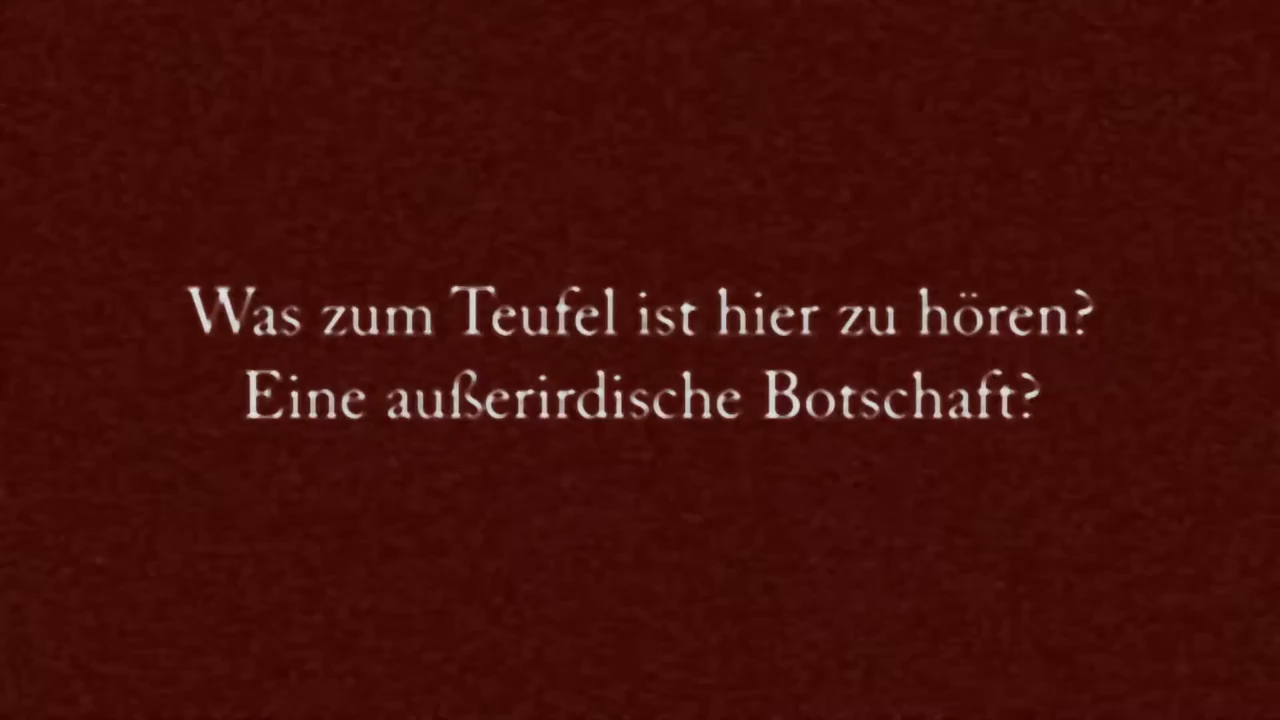 Was zum Teufel ist hier zu hören?
Eine außerirdische Botschaft?